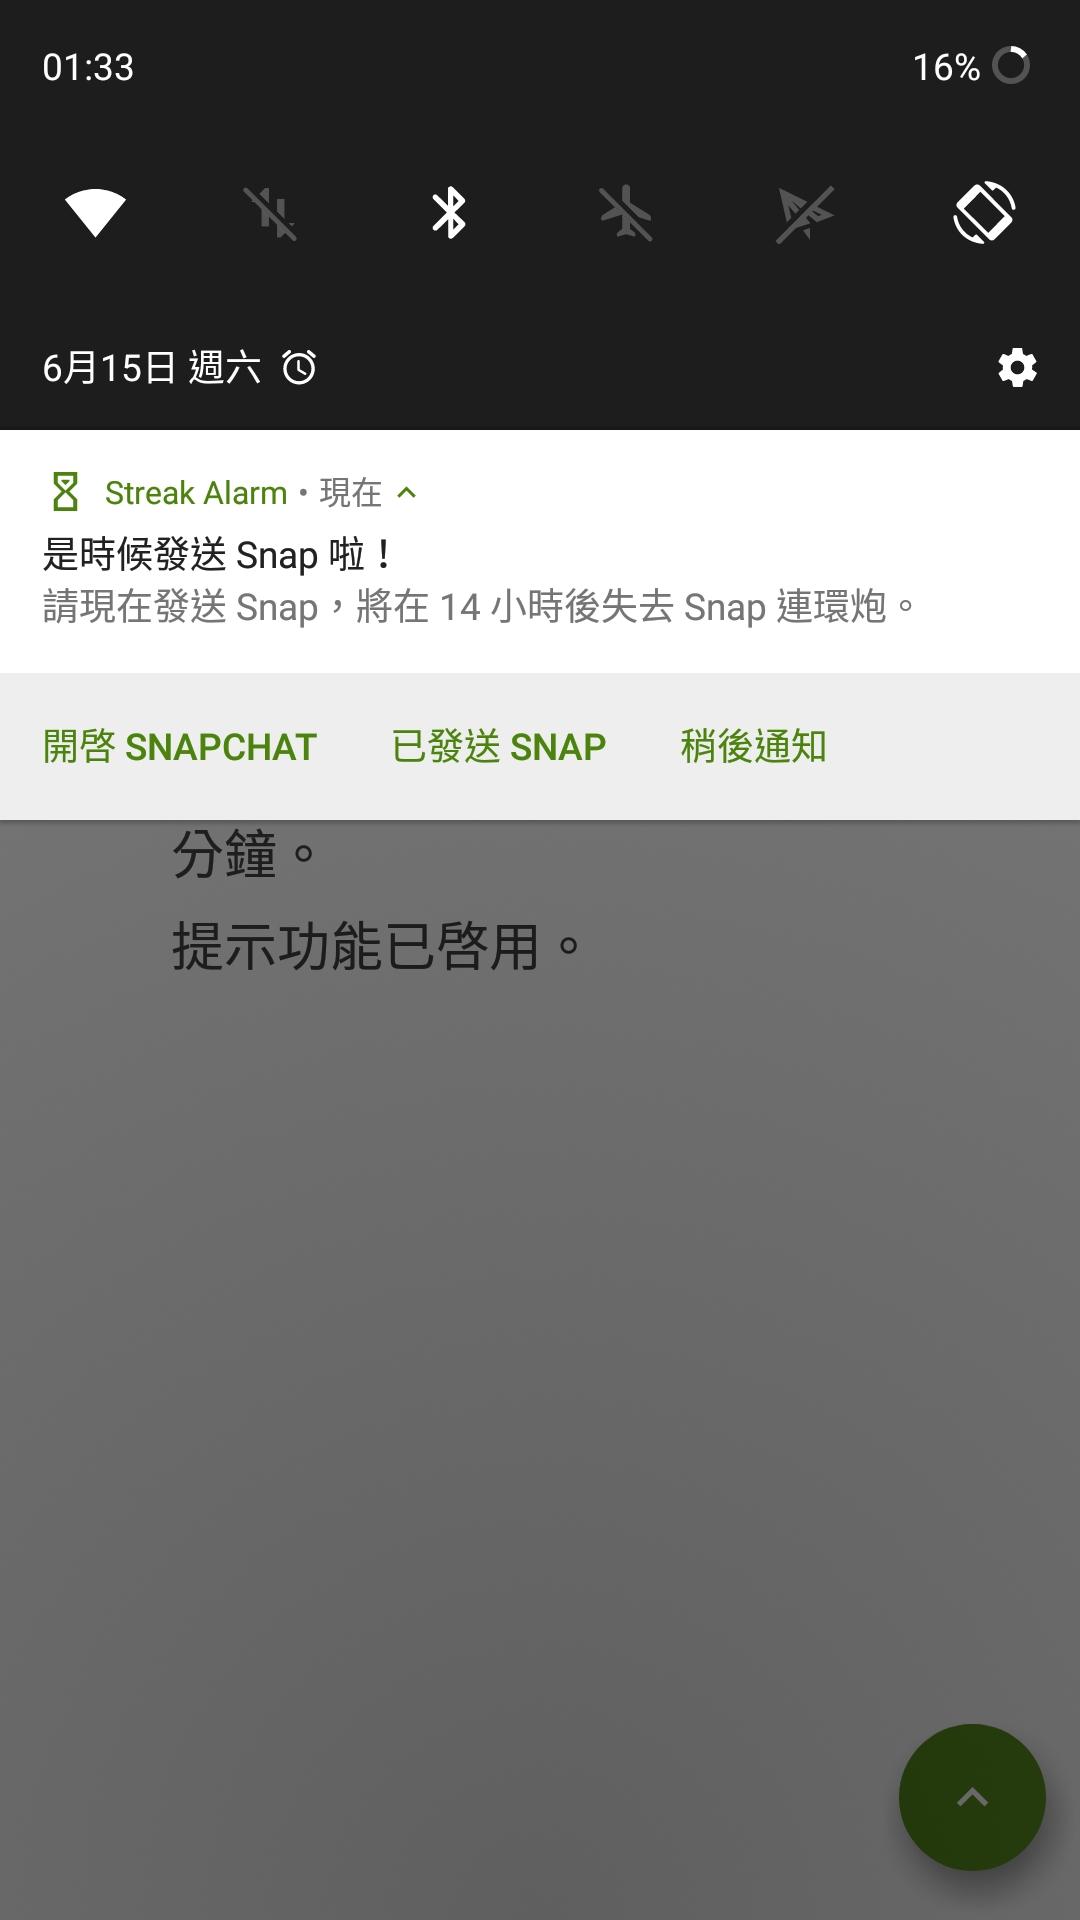 01:33
16%
6月15日 週六
Streak Alarm • 現在
是時候發送 Snap 啦！
請現在發送 Snap，將在 14 小時後失去 Snap 連環炮。
開啓 SNAPCHAT
已發送 SNAP
稍後通知
分鐘。
提示功能已啓用。